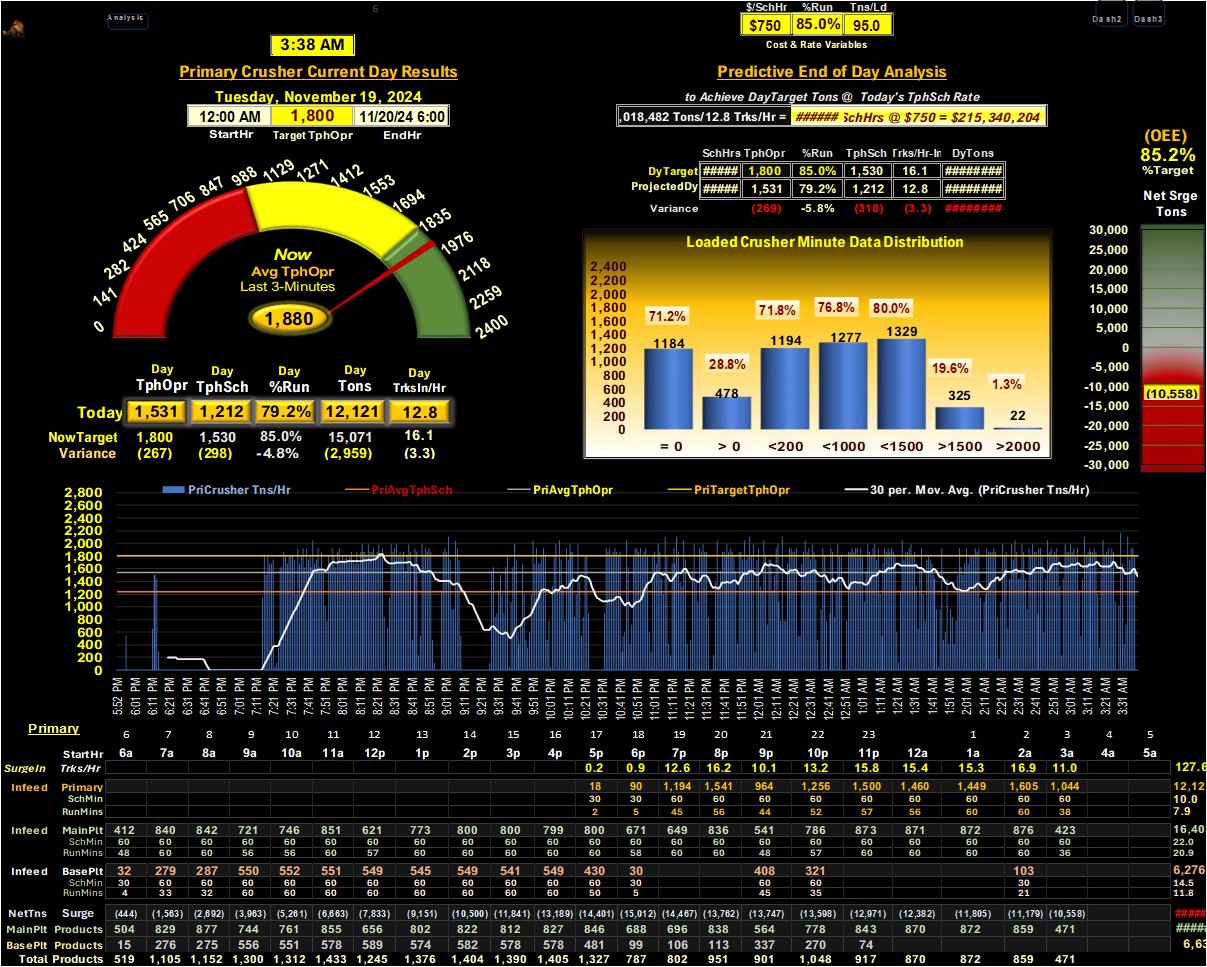 Analysis
6
$/SchHr %Run Tns/Ld
$750 85.0% 95.0
Cost & Rate Variables
Dash2 Dash3
3:38 AM
Primary Crusher Current Day Results
Tuesday, November 19, 2024
12:00 AM 1,800 11/20/24 6:00
StartHr Target TphOpr EndHr
Predictive End of Day Analysis
to Achieve DayTarget Tons @ Today's TphSch Rate
,018,482 Tons/12.8 Trks/Hr = ###### SchHrs @ $750 = $215,340,204
SchHrs TphOpr %Run TphSch Trks/Hr-In DyTons
DyTarget ##### 1,800 85.0% 1,530 16.1 ########
ProjectedDy ##### 1,531 79.2% 1,212 12.8 ########
Variance (269) -5.8% (318) (3.3) ########
(OEE)
85.2%
%Target
Net Srge
Tons
30,000
25,000
20,000
15,000
10,000
5,000
0
-5,000
-10,000
(10,558)
-15,000
-20,000
-25,000
-30,000
0 141 282 424 565 706 847 988 1129 1271 1412 1553 1694 1835 1976 2118 2259 2400
Now
Avg TphOpr
Last 3-Minutes
1,880
Day Day Day Day Day
TphOpr TphSch %Run Tons TrksIn/Hr
Today 1,531 1,212 79.2% 12,121 12.8
NowTarget 1,800 1,530 85.0% 15,071 16.1
Variance (267) (298) -4.8% (2,959) (3.3)
Loaded Crusher Minute Data Distribution
2,400
2,200
2,000
1,800
1,600
1,400
1,200
1,000
800
600
400
200
0
71.2% 28.8% 71.8% 76.8% 80.0% 19.6% 1.3%
1184 478 1194 1277 1329 325 22
= 0 > 0 <200 <1000 <1500 >1500 >2000
PriCrusher Tns/Hr PriAvgTphSch PriAvgTphOpr PriTargetTphOpr 30 per. Mov. Avg. (PriCrusher Tns/Hr)
2,800
2,600
2,400
2,200
2,000
1,800
1,600
1,400
1,200
1,000
800
600
400
200
0
5:52 PM 6:01 PM 6:11 PM 6:21 PM 6:31 PM 6:41 PM 6:51 PM 7:01 PM 7:11 PM 7:21 PM 7:31 PM 7:41 PM 7:51 PM 8:01 PM 8:11 PM 8:21 PM 8:31 PM 8:41 PM 8:51 PM 9:01 PM 9:11 PM 9:21 PM 9:31 PM 9:41 PM 9:51 PM 10:01 PM 10:11 PM 10:21 PM 10:31 PM 10:41 PM 10:51 PM 11:01 PM 11:11 PM 11:21 PM 11:31 PM 11:41 PM 11:51 PM 12:01 AM 12:11 AM 12:21 AM 12:31 AM 12:41 AM 12:51 AM 1:01 AM 1:11 AM 1:21 AM 1:31 AM 1:41 AM 1:51 AM 2:01 AM 2:11 AM 2:21 AM 2:31 AM 2:41 AM 2:51 AM 3:01 AM 3:11 AM 3:21 AM 3:31 AM
Primary
6 7 8 9 10 11 12 13 14 15 16 17 18 19 20 21 22 23 1 2 3 4 5
StartHr 6a 7a 8a 9a 10a 11a 12p 1p 2p 3p 4p 5p 6p 7p 8p 9p 10p 11p 12a 1a 2a 3a 4a 5a
SurgeIn Trks/Hr 0.2 0.9 12.6 16.2 10.1 13.2 15.8 15.4 15.3 16.9 11.0 127.6
Infeed Primary 18 90 1,194 1,541 964 1,256 1,500 1,460 1,449 1,605 1,044 12,12
SchMin 30 30 60 60 60 60 60 60 60 60 60 10.0
RunMins 2 5 45 56 44 52 57 56 60 60 38 7.9
Infeed MainPlt 412 840 842 721 746 851 621 773 800 800 799 800 671 649 836 541 786 873 871 872 876 423 16,40
SchMin 60 60 60 60 60 60 60 60 60 60 60 60 60 60 60 60 60 60 60 60 60 60 22.0
RunMins 48 60 60 56 56 60 57 60 60 60 60 60 58 60 60 48 57 60 60 60 60 36 20.9
Infeed BasePlt 32 279 287 550 552 551 549 545 549 541 549 430 30 408 321 103 6,276
SchMin 30 60 60 60 60 60 60 60 60 60 60 60 30 60 60 30 14.5
RunMins 4 33 32 60 60 60 60 60 60 60 60 50 5 45 35 21 11.8
NetTns Surge (444) (1,563) (2,692) (3,963) (5,261) (6,663) (7,833) (9,151) (10,500) (11,841) (13,189) (14,401) (15,012) (14,467) (13,762) (13,747) (13,598) (12,971) (12,382) (11,805) (11,179) (10,558) #####
MainPlt Products 504 829 877 744 761 855 656 802 822 812 827 846 688 696 838 564 778 843 870 872 859 471 #####
BasePlt Products 15 276 275 556 551 578 589 574 582 578 578 481 99 106 113 337 270 74 6,63
Total Products 519 1,105 1,152 1,300 1,312 1,433 1,245 1,376 1,404 1,390 1,405 1,327 787 802 951 901 1,048 917 870 872 859 471